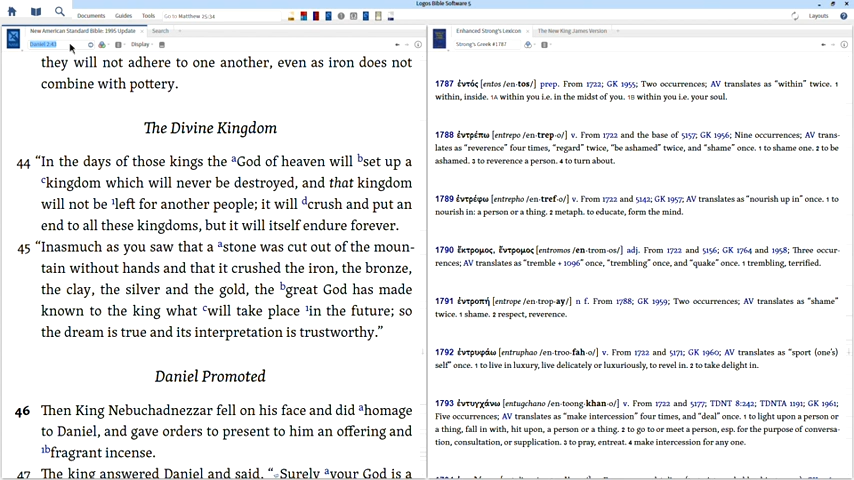 Logos Bible Software 5
Documents Guides Tools Go to: Matthew 25:34 Layouts
New American Standard Bible: 1995 Update × Search
Daniel 2:43 Display
they will not adhere to one another, even as iron does not
combine with pottery.
The Divine Kingdom
44 “In the days of those kings the aGod of heaven will bset up a
ckingdom which will never be destroyed, and that kingdom
will not be 1left for another people; it will dcrush and put an
end to all these kingdoms, but it will itself endure forever.
45 “Inasmuch as you saw that a astone was cut out of the moun-
tain without hands and that it crushed the iron, the bronze,
the clay, the silver and the gold, the bgreat God has made
known to the king what cwill take place 1in the future; so
the dream is true and its interpretation is trustworthy.”
Daniel Promoted
46 Then King Nebuchadnezzar fell on his face and did ahomage
to Daniel, and gave orders to present to him an offering and
1bfragrant incense.
47 The king answered Daniel and said, “Surely ayour God is a
Enhanced Strong's Lexicon × The New King James Version
Strong's Greek #1787
1787 ἐντός [entos /en·tos/] prep. From 1722; GK 1955; Two occurrences; AV translates as “within” twice. 1
within, inside. 1A within you i.e. in the midst of you. 1B within you i.e. your soul.
1788 ἐντρέπω [entrepo /en·trep·o/] v. From 1722 and the base of 5157; GK 1956; Nine occurrences; AV trans-
lates as “reverence” four times, “regard” twice, “be ashamed” twice, and “shame” once. 1 to shame one. 2 to be
ashamed. 3 to reverence a person. 4 to turn about.
1789 ἐντρέφω [entrepho /en·tref·o/] v. From 1722 and 5142; GK 1957; AV translates as “nourish up in” once. 1 to
nourish in: a person or a thing. 2 metaph. to educate, form the mind.
1790 ἔκτρομος, ἔντρομος [entromos /en·trom·os/] adj. From 1722 and 5156; GK 1764 and 1958; Three occur-
rences; AV translates as “tremble + 1096” once, “trembling” once, and “quake” once. 1 trembling, terrified.
1791 ἐντροπή [entrope /en·trop·ay/] n f. From 1788; GK 1959; Two occurrences; AV translates as “shame”
twice. 1 shame. 2 respect, reverence.
1792 ἐντρυφάω [entruphao /en·troo·fah·o/] v. From 1722 and 5171; GK 1960; AV translates as “sport (one's)
self” once. 1 to live in luxury, live delicately or luxuriously, to revel in. 2 to take delight in.
1793 ἐντυγχάνω [entugchano /en·toong·khan·o/] v. From 1722 and 5177; TDNT 8:242; TDNTA 1191; GK 1961;
Five occurrences; AV translates as “make intercession” four times, and “deal” once. 1 to light upon a person or
a thing, fall in with, hit upon, a person or a thing. 2 to go to or meet a person, esp. for the purpose of conversa-
tion, consultation, or supplication. 3 to pray, entreat. 4 make intercession for any one.